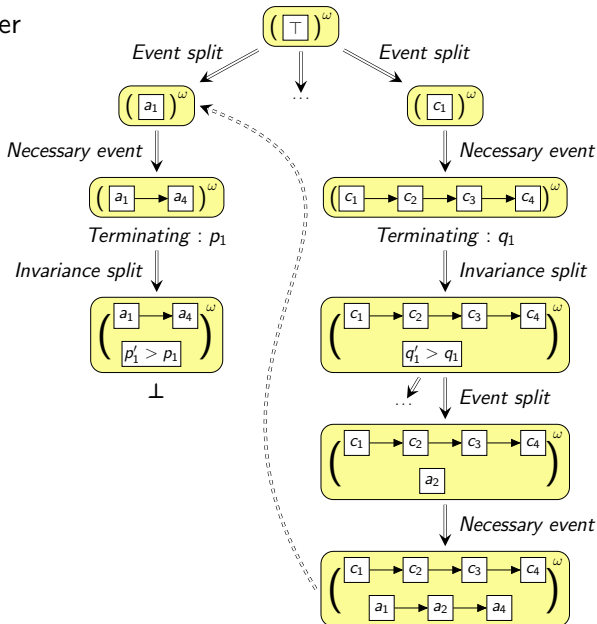 er
( ⊤ )^ω
Event split
Event split
...
( a₁ )^ω
( c₁ )^ω
Necessary event
Necessary event
( a₁ a₄ )^ω
( c₁ c₂ c₃ c₄ )^ω
Terminating : p₁
Terminating : q₁
Invariance split
Invariance split
( a₁ a₄ )^ω
p′₁ > p₁
⊥
( c₁ c₂ c₃ c₄ )^ω
q′₁ > q₁
...
Event split
( c₁ c₂ c₃ c₄ )^ω
a₂
Necessary event
( c₁ c₂ c₃ c₄ )^ω
a₁ a₂ a₄